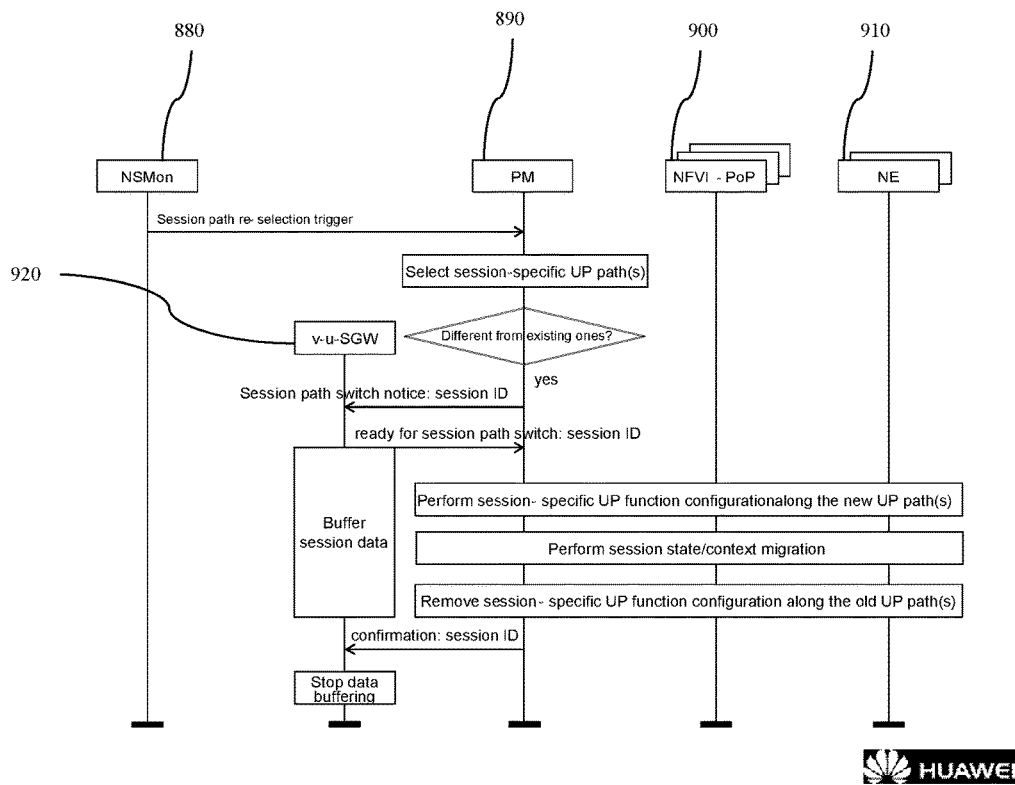 880
890
900
910
NSMon
PM
NFVI - PoP
NE
Session path re- selection trigger
Select session-specific UP path(s)
920
v-u-SGW
Different from existing ones?
yes
Session path switch notice: session ID
ready for session path switch: session ID
Buffer
session data
Perform session- specific UP function configurationalong the new UP path(s)
Perform session state/context migration
Remove session- specific UP function configuration along the old UP path(s)
confirmation: session ID
Stop data
buffering
HUAWEI